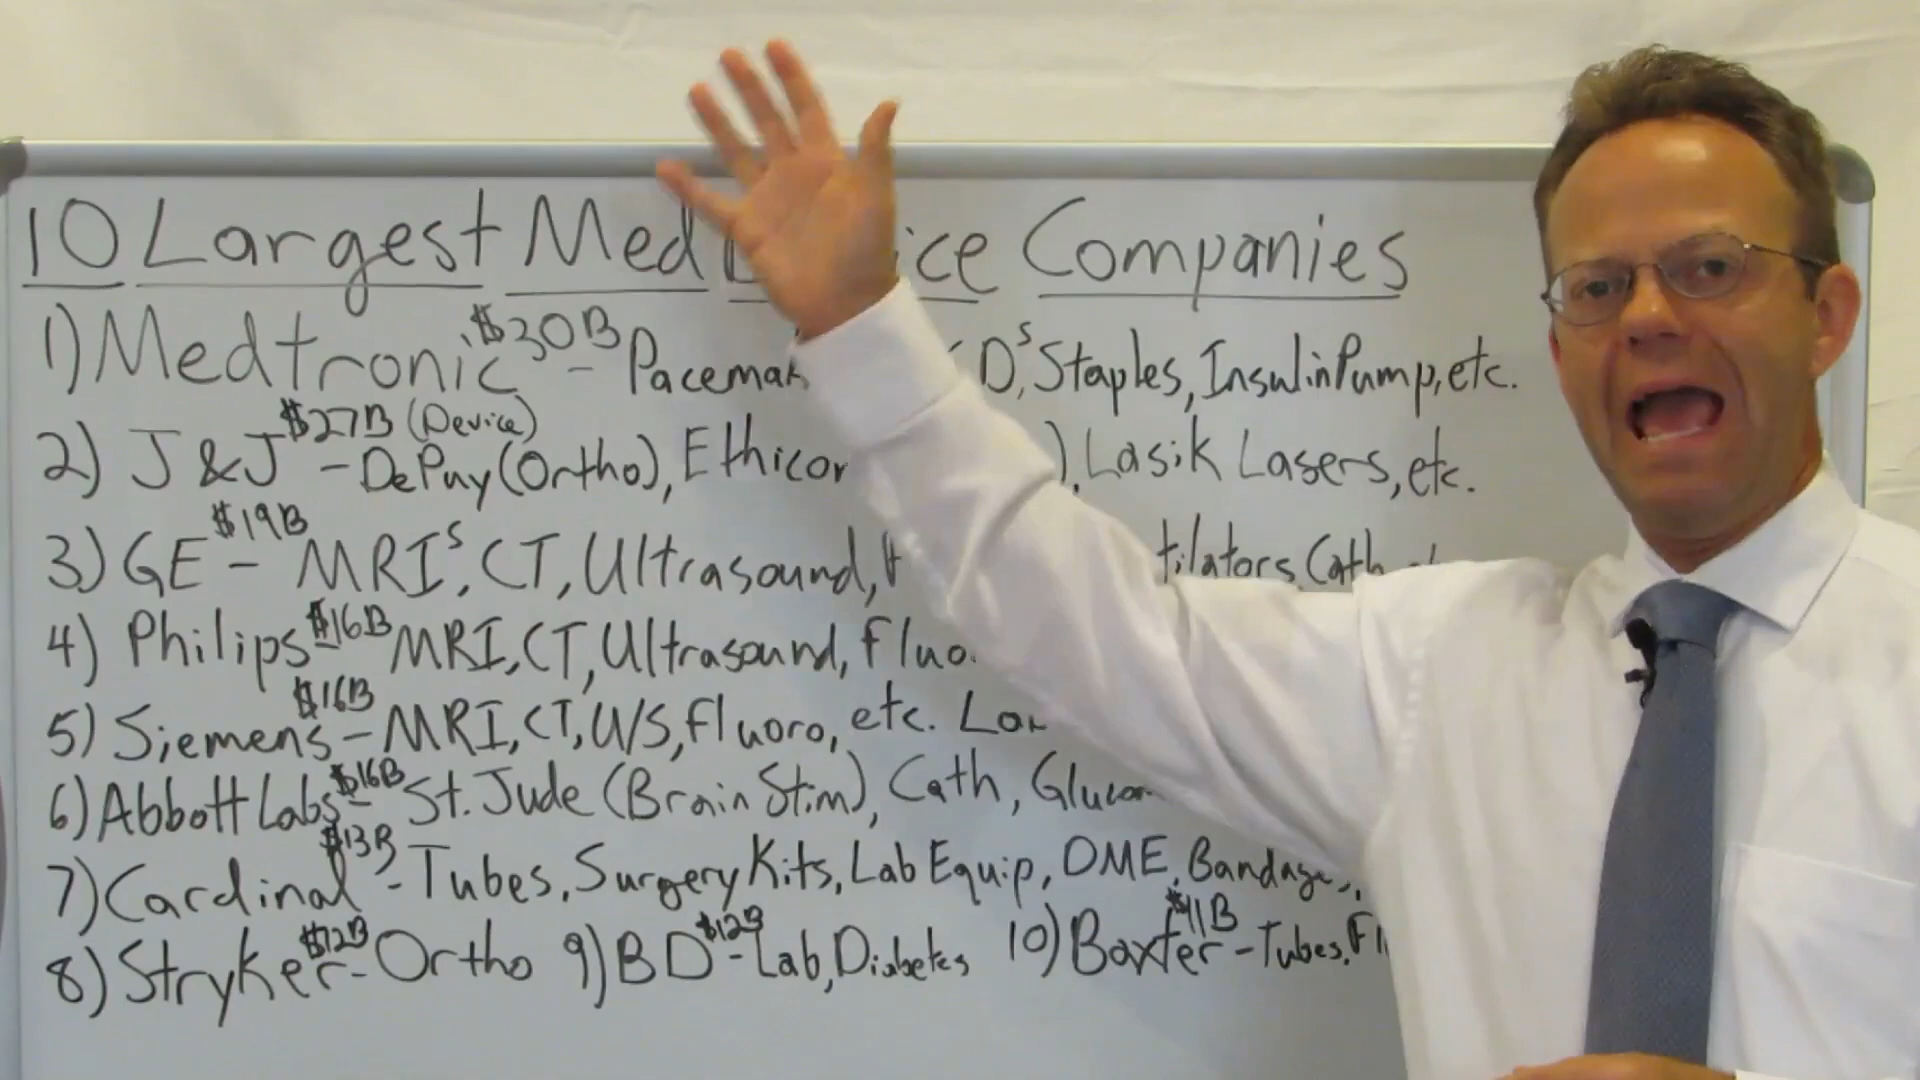 10 Largest Med ice Companies
1) Medtronic $30B - Pacemak D's, Staples, Insulin Pump, etc.
2) J & J $27B (Device) - DePuy (Ortho), Ethicon ), Lasik Lasers, etc.
3) GE $19B - MRI's, CT, Ultrasound, tilators, Cath
4) Philips $16B - MRI, CT, Ultrasound, Fluo
5) Siemens $16B - MRI, CT, U/S, Fluoro, etc.
6) Abbott Labs $16B - St. Jude (Brain Stim), Cath,
7) Cardinal $13B - Tubes, Surgery Kits, Lab Equip, DME, Bandages,
8) Stryker $12B - Ortho 9) BD $12B - Lab, Diabetes 10) Baxter $11B - Tubes, Fl